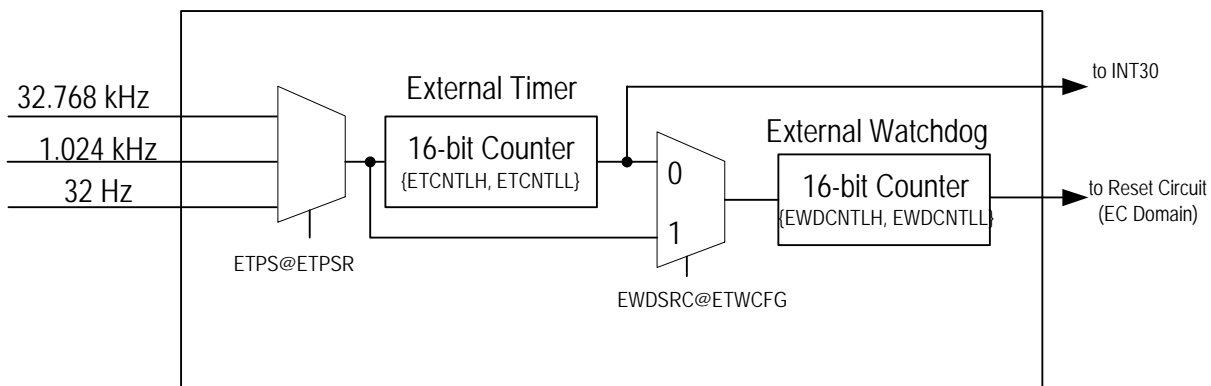 to INT30
32.768 kHz
External Timer
1.024 kHz
16-bit Counter
{ETCNTLH, ETCNTLL}
External Watchdog
0
16-bit Counter
{EWDCNTLH, EWDCNTLL}
to Reset Circuit
(EC Domain)
32 Hz
1
ETPS@ETPSR
EWDSRC@ETWCFG